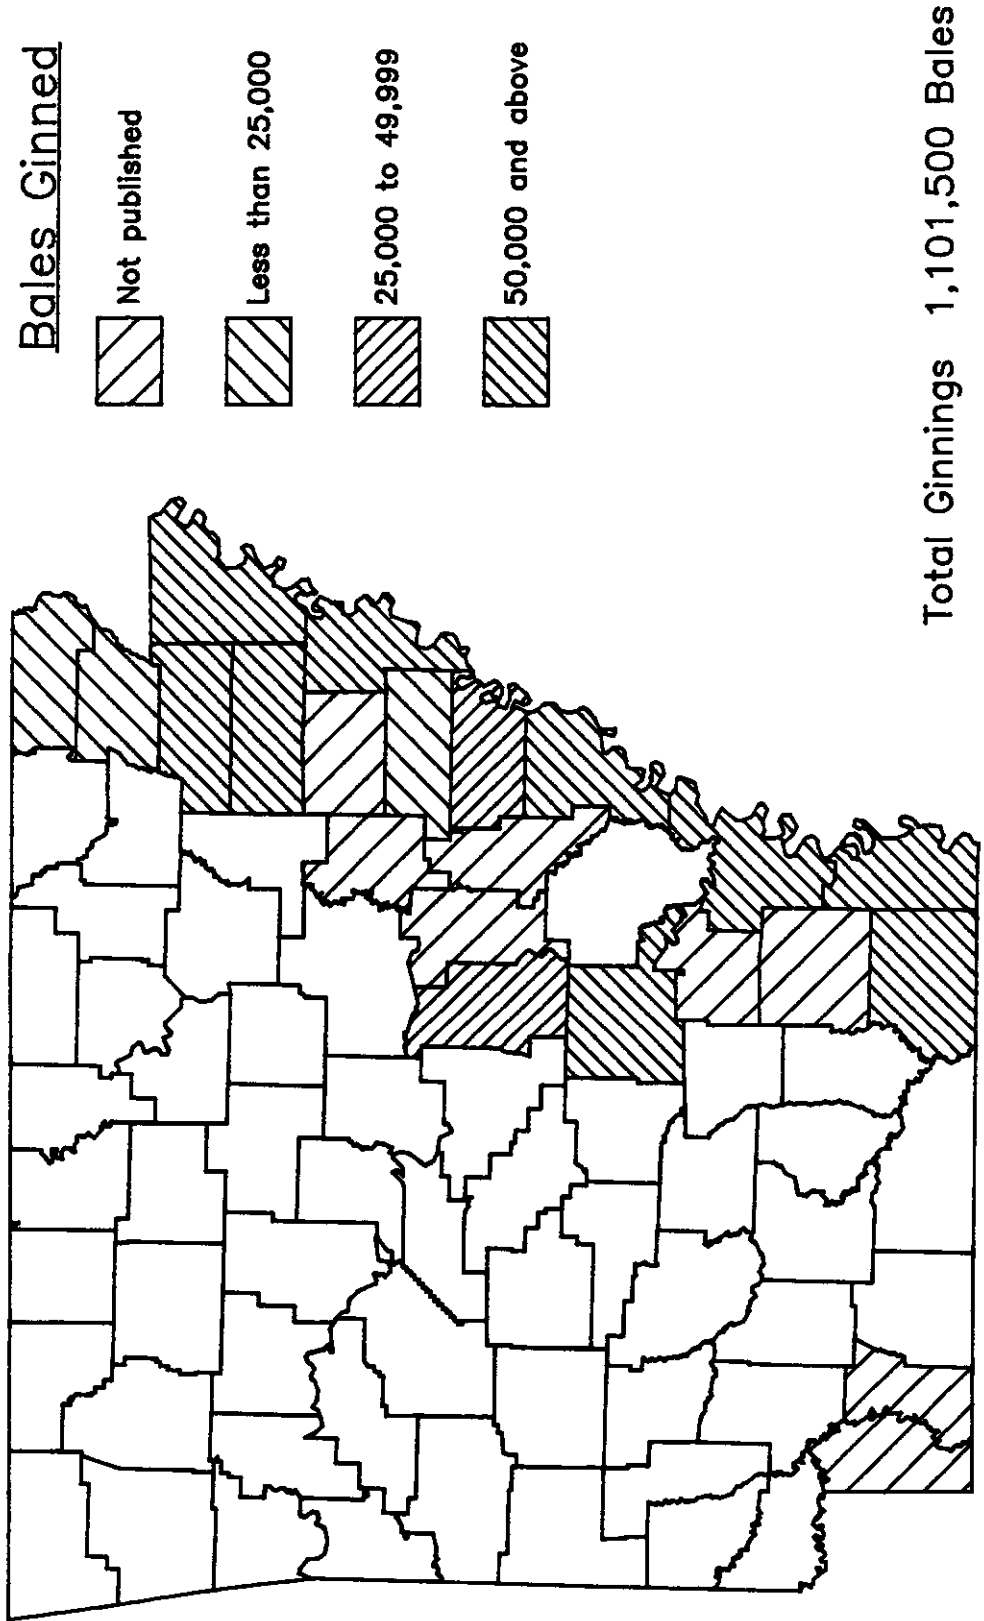 Bales Ginned
Not published
Less than 25,000
25,000 to 49,999
50,000 and above
Total Ginnings 1,101,500 Bales